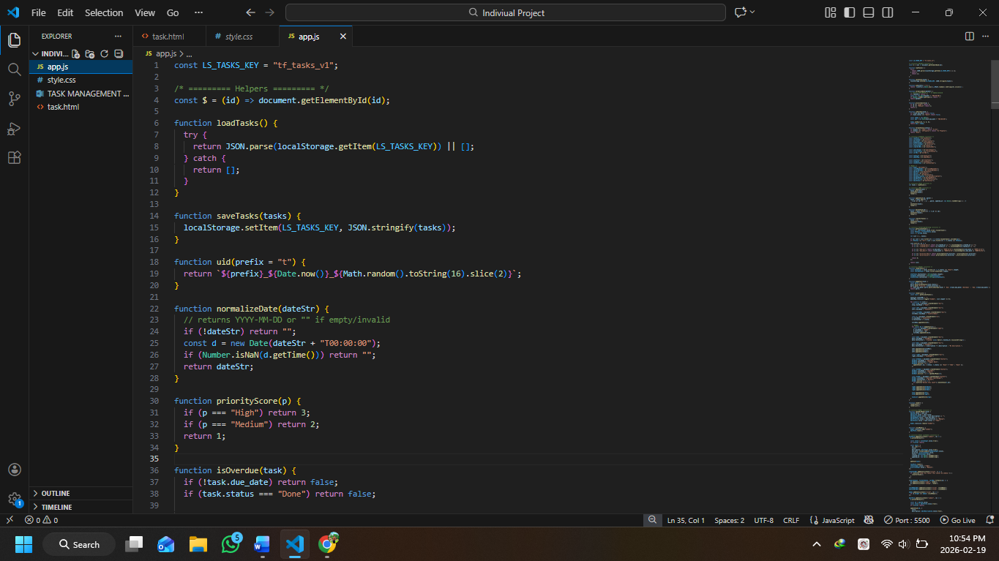 File Edit Selection View Go ··· Indiviual Project
EXPLORER ···
INDIVI...
JS app.js
# style.css
TASK MANAGEMENT ...
<> task.html
OUTLINE
TIMELINE
<> task.html # style.css JS app.js
JS app.js > ...
1 const LS_TASKS_KEY = "tf_tasks_v1";
2
3 /* ========= Helpers ========= */
4 const $ = (id) => document.getElementById(id);
5
6 function loadTasks() {
7 try {
8 return JSON.parse(localStorage.getItem(LS_TASKS_KEY)) || [];
9 } catch {
10 return [];
11 }
12 }
13
14 function saveTasks(tasks) {
15 localStorage.setItem(LS_TASKS_KEY, JSON.stringify(tasks));
16 }
17
18 function uid(prefix = "t") {
19 return `${prefix}_${Date.now()}_${Math.random().toString(16).slice(2)}`;
20 }
21
22 function normalizeDate(dateStr) {
23 // returns YYYY-MM-DD or "" if empty/invalid
24 if (!dateStr) return "";
25 const d = new Date(dateStr + "T00:00:00");
26 if (Number.isNaN(d.getTime())) return "";
27 return dateStr;
28 }
29
30 function priorityScore(p) {
31 if (p === "High") return 3;
32 if (p === "Medium") return 2;
33 return 1;
34 }
35
36 function isOverdue(task) {
37 if (!task.due_date) return false;
38 if (task.status === "Done") return false;
39
1
0 0 Ln 35, Col 1 Spaces: 2 UTF-8 CRLF {} JavaScript Port : 5500 Go Live
Search 5 10:54 PM
2026-02-19